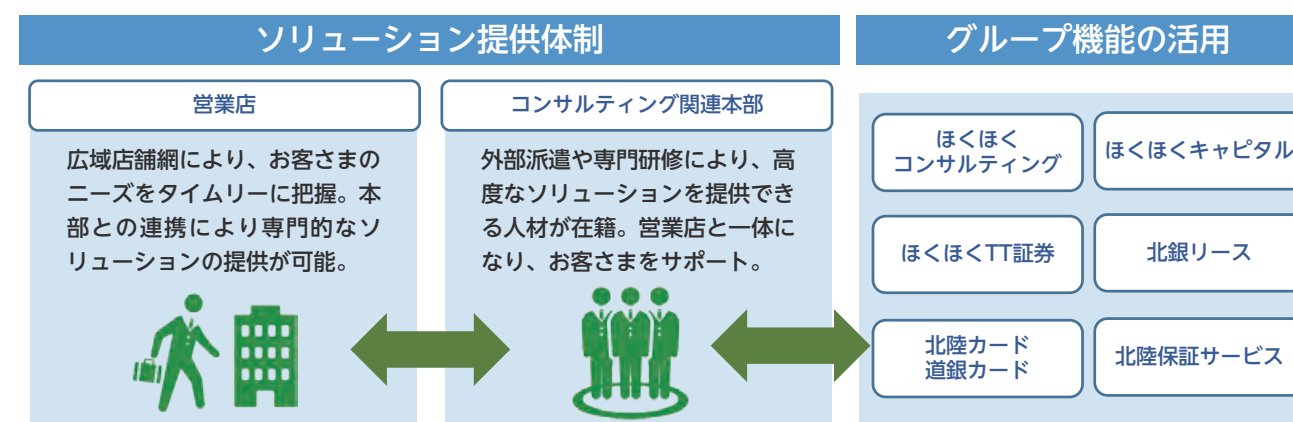 ソリューション提供体制
営業店
広域店舗網により、お客さまの
ニーズをタイムリーに把握。本
部との連携により専門的なソ
リューションの提供が可能。
コンサルティング関連本部
外部派遣や専門研修により、高
度なソリューションを提供でき
る人材が在籍。営業店と一体に
なり、お客さまをサポート。
グループ機能の活用
ほくほく
コンサルティング
ほくほくキャピタル
ほくほくTT証券
北銀リース
北陸カード
道銀カード
北陸保証サービス